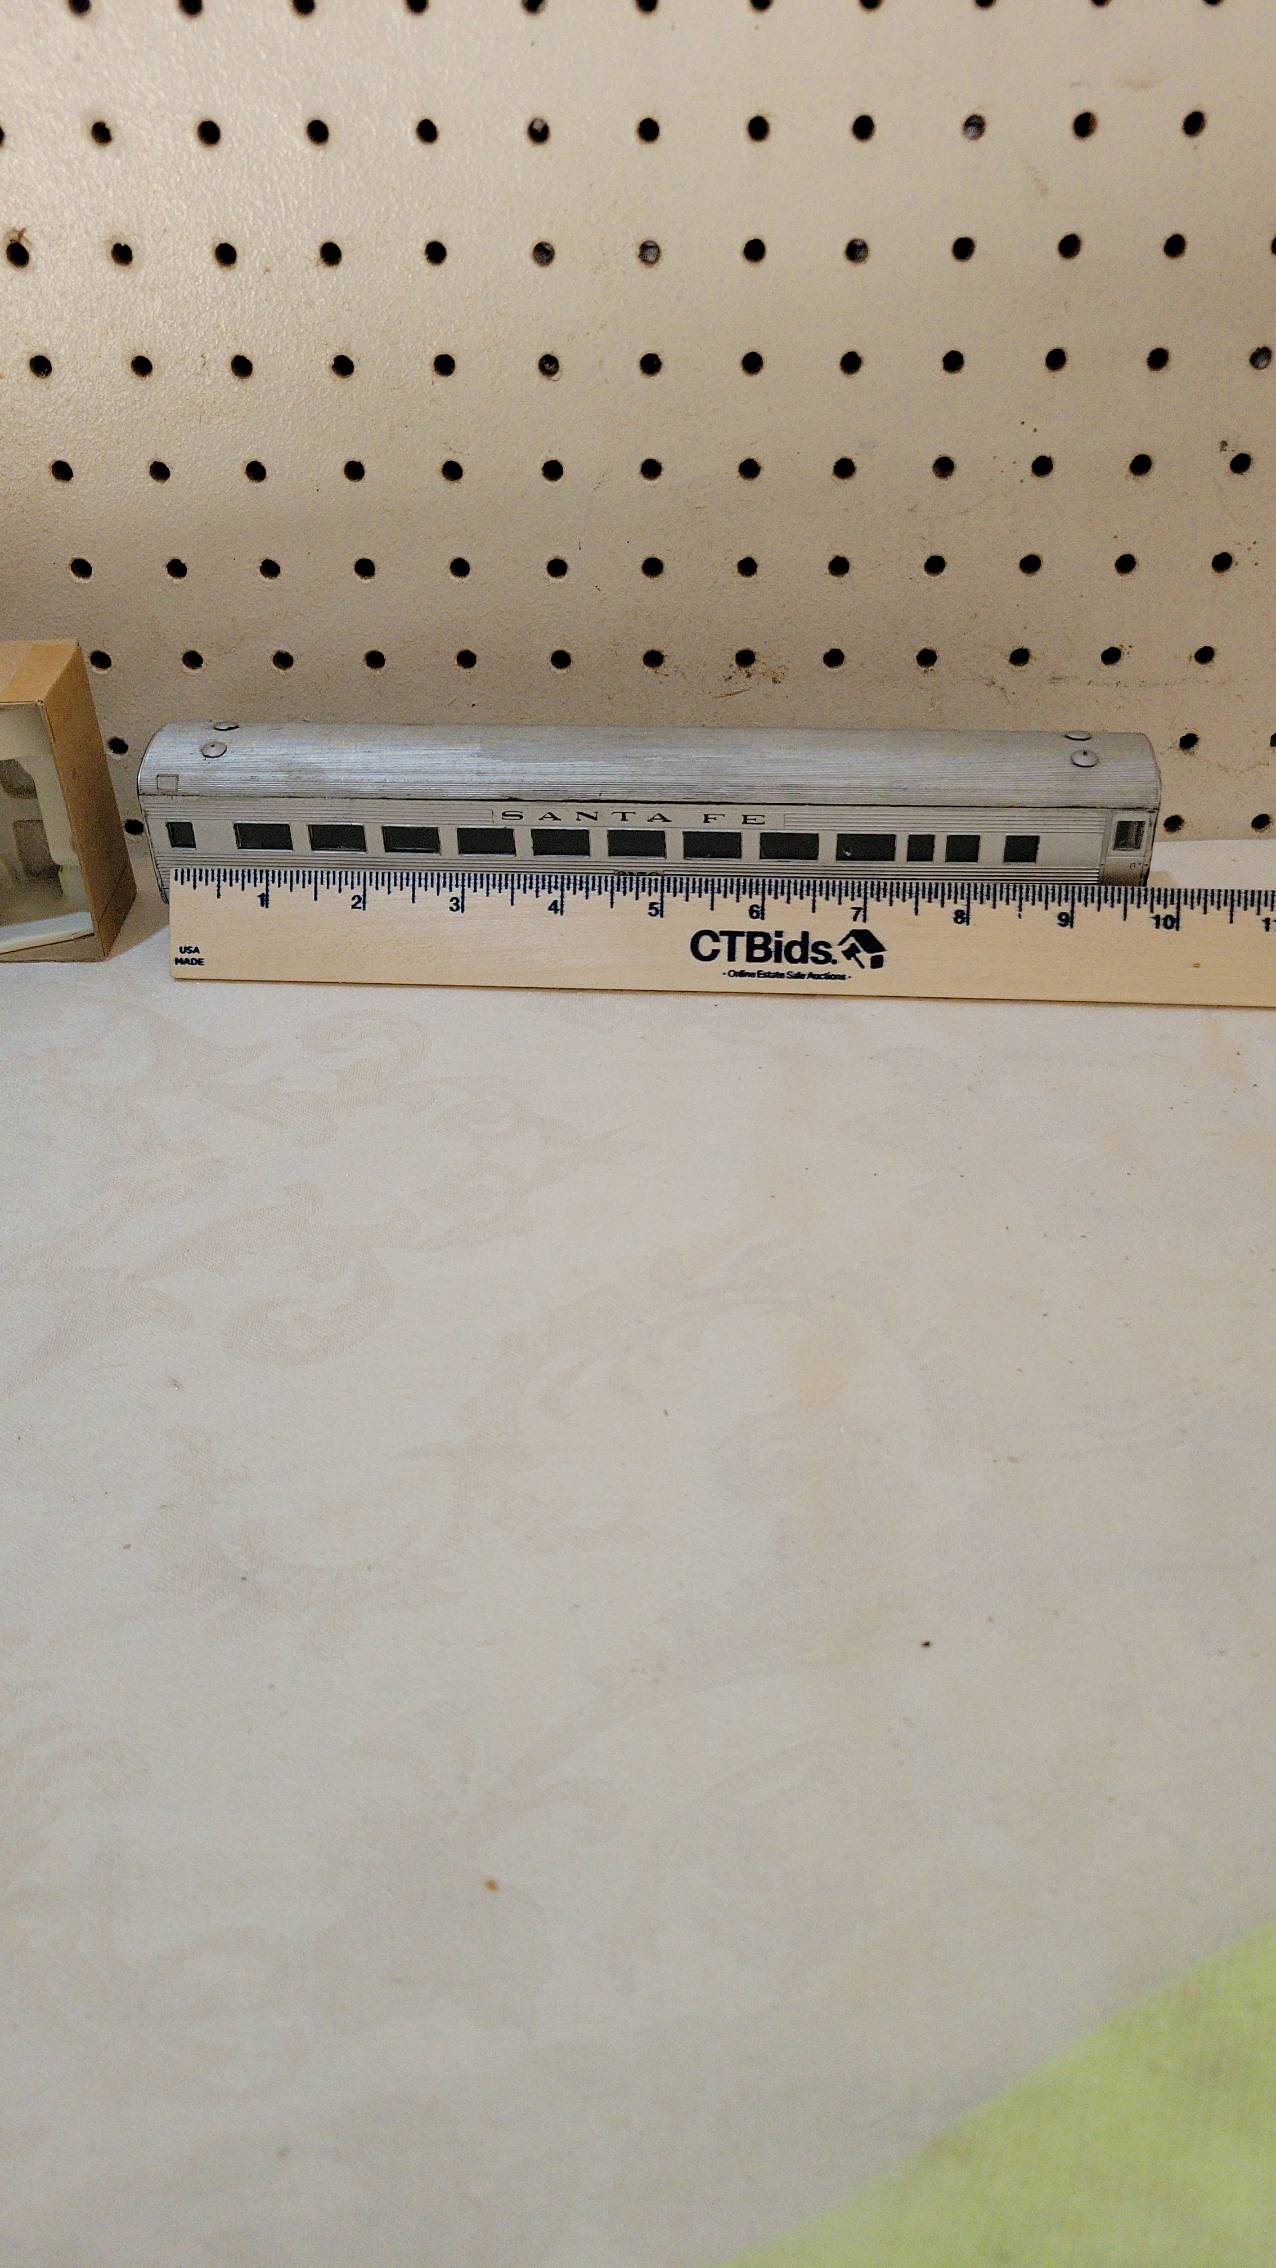 SANTA FE
1 2 3 4 5 6 7 8 9 10
USA
MADE
CTBids.
- Online Estate Sale Auctions -